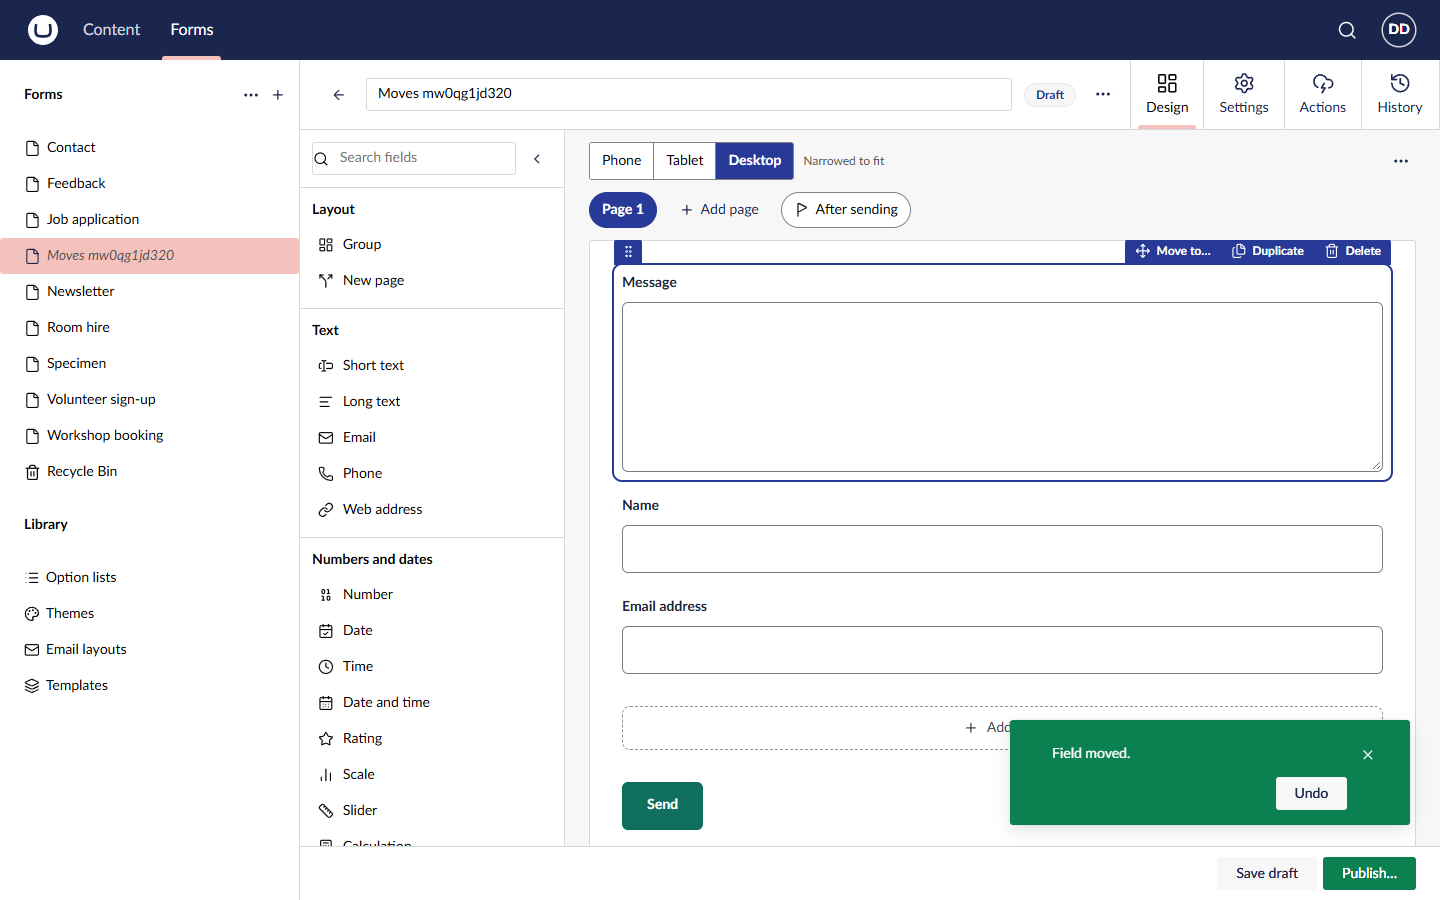 Content
Forms
DD
Forms
Contact
Feedback
Job application
Moves mw0qg1jd320
Newsletter
Room hire
Specimen
Volunteer sign-up
Workshop booking
Recycle Bin
Library
Option lists
Themes
Email layouts
Templates
Moves mw0qg1jd320
Draft
Design
Settings
Actions
History
Search fields
Layout
Group
New page
Text
Short text
Long text
Email
Phone
Web address
Numbers and dates
Number
Date
Time
Date and time
Rating
Scale
Slider
Calculation
Phone
Tablet
Desktop
Narrowed to fit
Page 1
Add page
After sending
Move to...
Duplicate
Delete
Message
Name
Email address
Add
Send
Field moved.
Undo
Save draft
Publish...